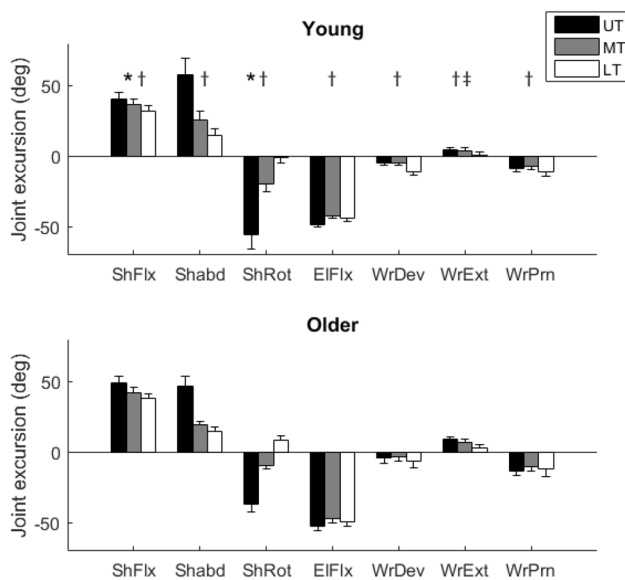 Young
UT
MT
LT
Joint excursion (deg)
50
0
-50
* † † * † † † † ‡ †
ShFlx Shabd ShRot ElFlx WrDev WrExt WrPrn
Older
Joint excursion (deg)
50
0
-50
ShFlx Shabd ShRot ElFlx WrDev WrExt WrPrn